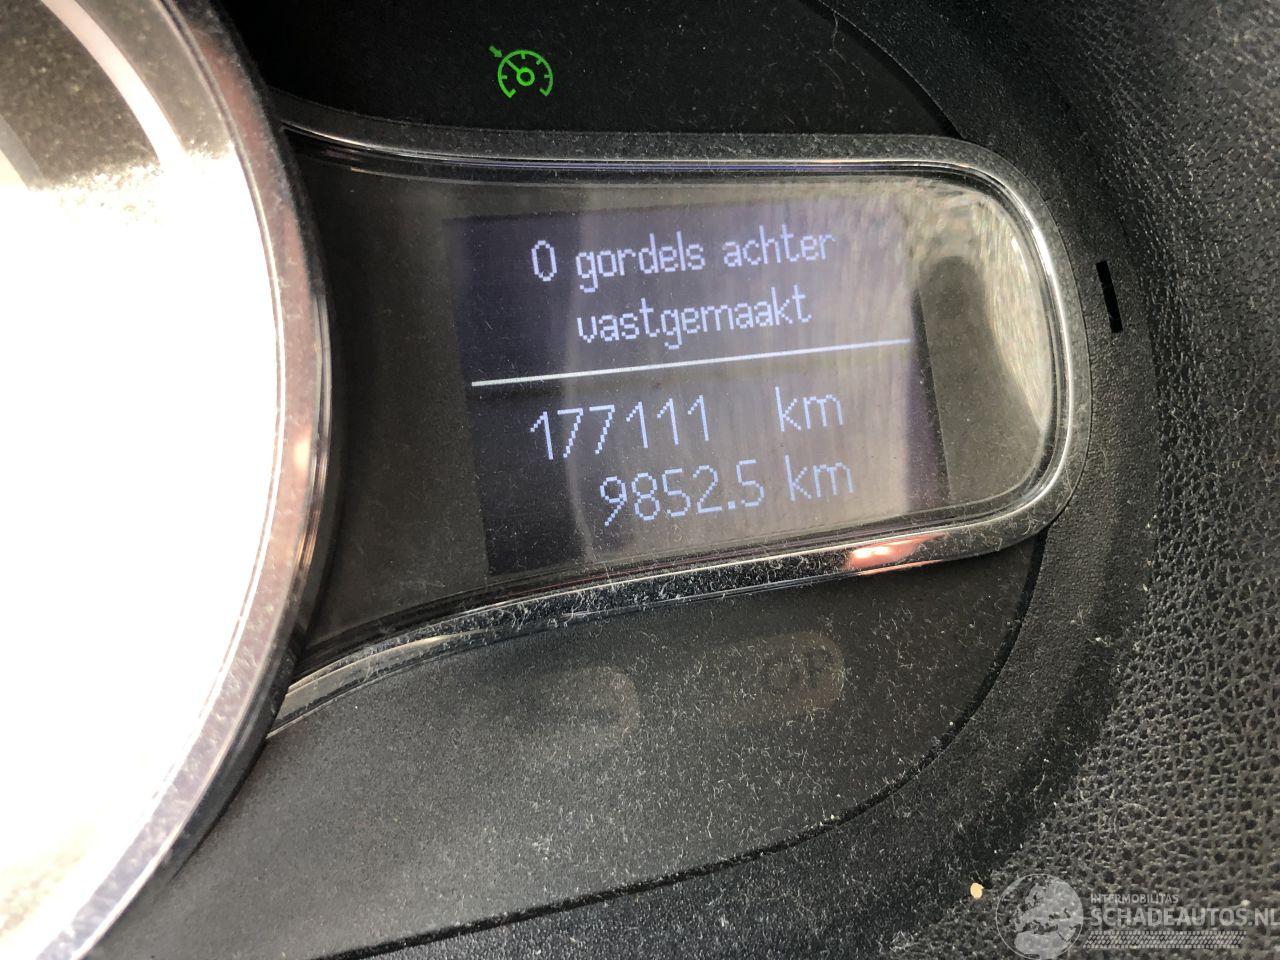 0 gordels achter
vastgemaakt
177111 km
9852.5 km
INTERMOBILITAS
SCHADEAUTOS.NL